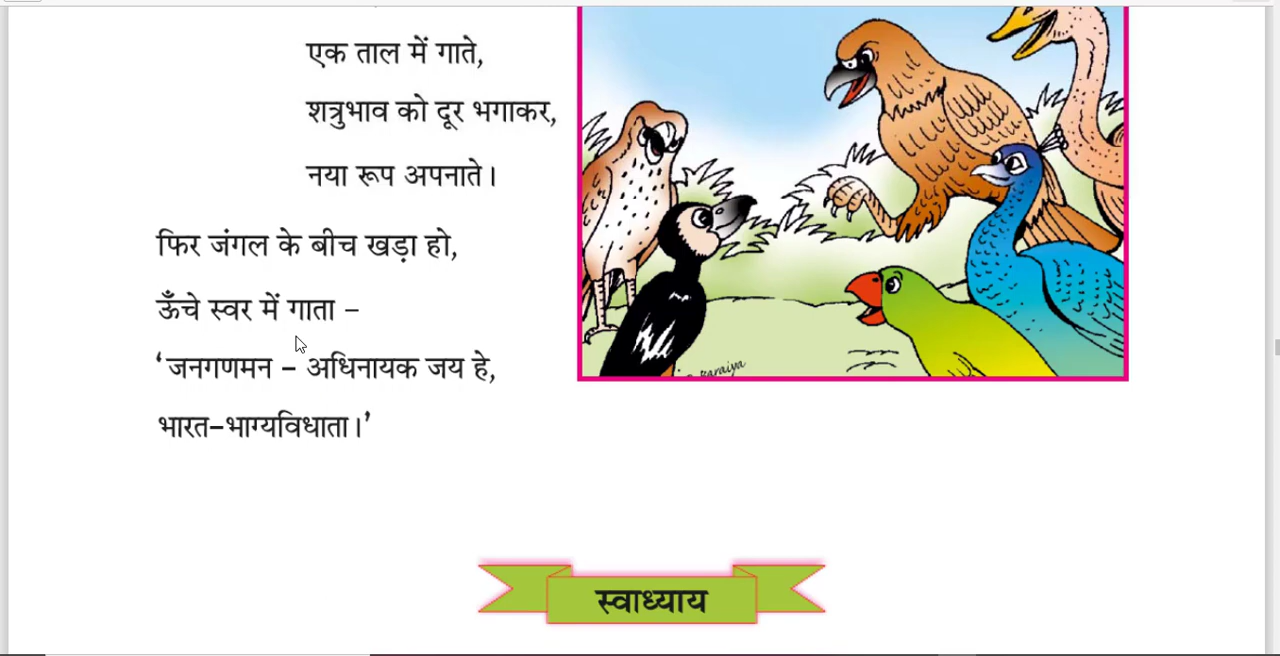 एक ताल में गाते,
शत्रुभाव को दूर भगाकर,
नया रूप अपनाते।
फिर जंगल के बीच खड़ा हो,
ऊँचे स्वर में गाता –
‘जनगणमन – अधिनायक जय हे,
भारत–भाग्यविधाता।’
स्वाध्याय